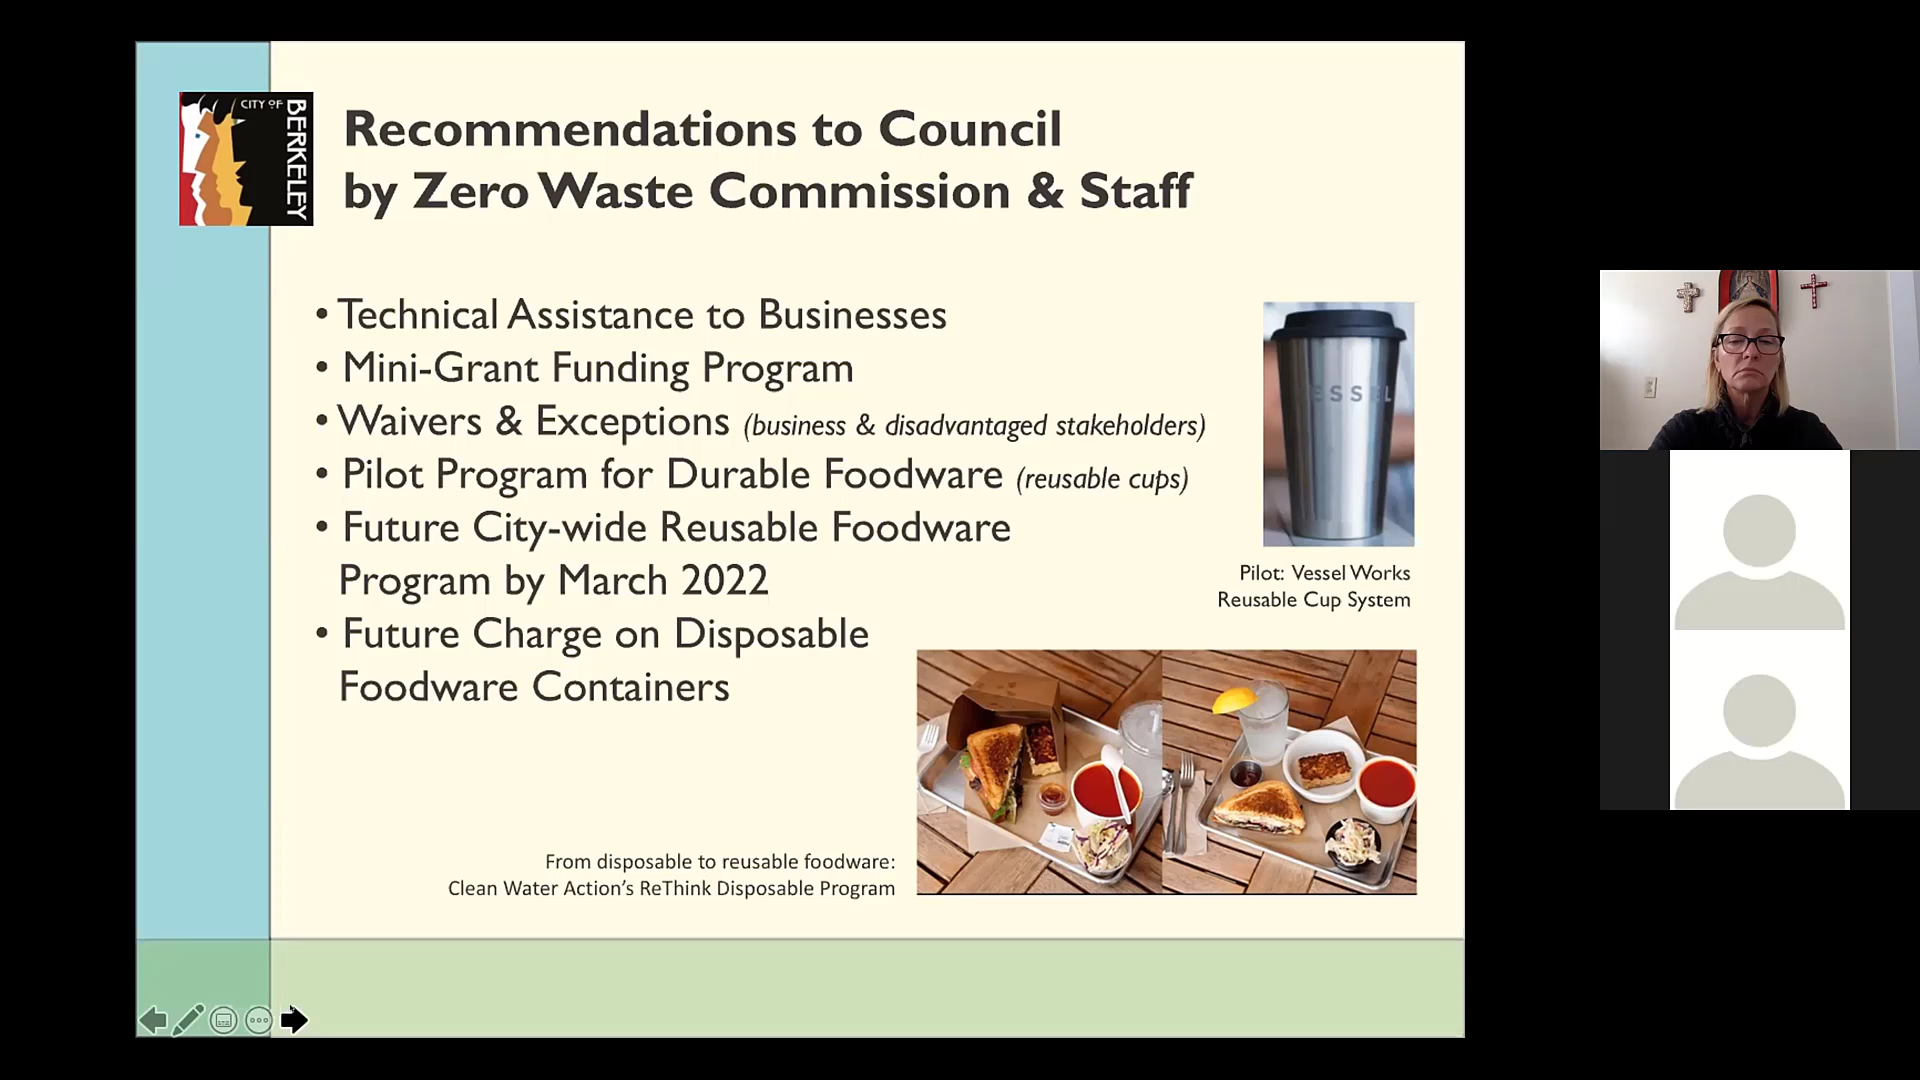 CITY OF
BERKELEY
Recommendations to Council
by Zero Waste Commission & Staff
• Technical Assistance to Businesses
• Mini-Grant Funding Program
• Waivers & Exceptions (business & disadvantaged stakeholders)
• Pilot Program for Durable Foodware (reusable cups)
• Future City-wide Reusable Foodware
Program by March 2022
• Future Charge on Disposable
Foodware Containers
ESSEL
Pilot: Vessel Works
Reusable Cup System
From disposable to reusable foodware:
Clean Water Action's ReThink Disposable Program